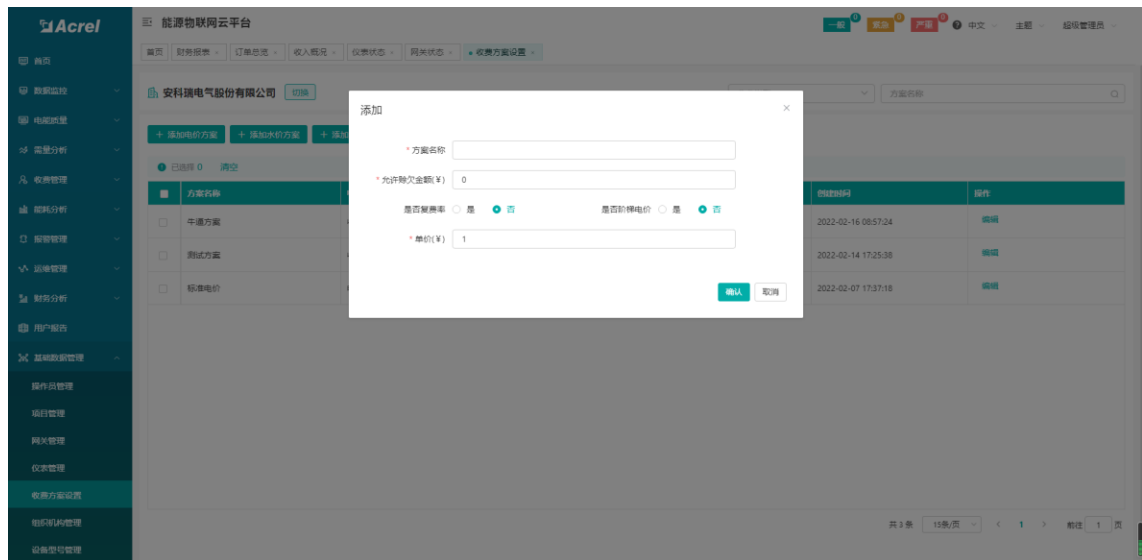 Acrel
能源物联网云平台
一般 0 紧急 0 严重 0 中文 主题 超级管理员
首页 财务报表 订单总览 收入概况 仪表状态 网关状态 收费方案设置
首页
数据监控
电能质量
需量分析
收费管理
能耗分析
报警管理
运维管理
财务分析
用户报告
基础数据管理
操作员管理
项目管理
网关管理
仪表管理
收费方案设置
组织机构管理
设备型号管理
安科瑞电气股份有限公司 切换
方案名称
+ 添加电价方案 + 添加水价方案 + 添加
已选择 0 清空
方案名称 创建时间 操作
午道方案 2022-02-16 08:57:24 编辑
测试方案 2022-02-14 17:25:38 编辑
标准电价 2022-02-07 17:37:18 编辑
添加
* 方案名称
* 允许赊欠金额(¥) 0
是否复费率 是 否 是否阶梯电价 是 否
* 单价(¥) 1
确认 取消
共 3 条 15条/页 1 前往 1 页